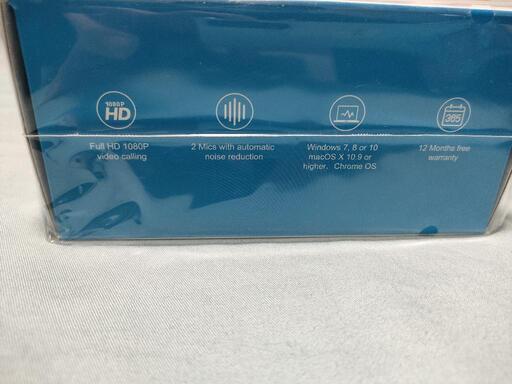 1080P
HD
Full HD 1080P
video calling
2 Mics with automatic
noise reduction
Windows 7, 8 or 10
macOS X 10.9 or
higher, Chrome OS
365
12 Months free
warranty